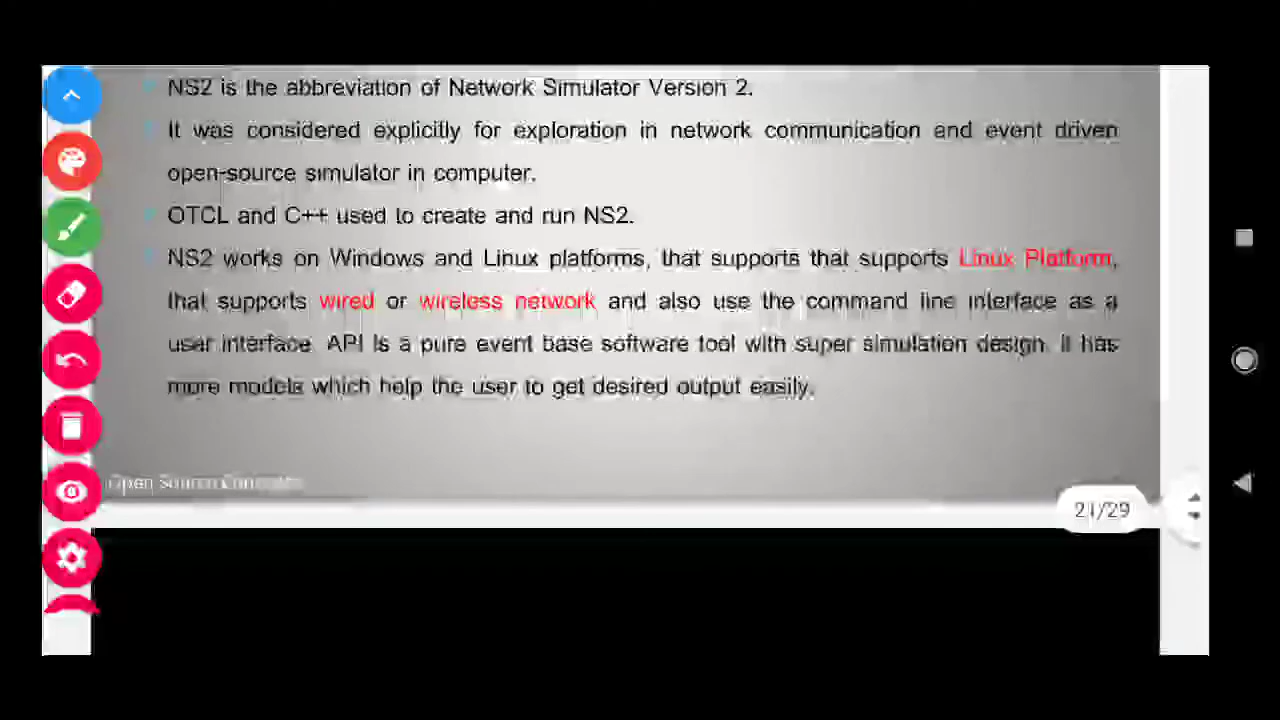 NS2 is the abbreviation of Network Simulator Version 2.
It was considered explicitly for exploration in network communication and event driven
open-source simulator in computer.
OTCL and C++ used to create and run NS2.
NS2 works on Windows and Linux platforms, that supports that supports Linux Platform,
that supports wired or wireless network and also use the command line interface as a
user interface. API is a pure event base software tool with super simulation design. It has
more models which help the user to get desired output easily.
Open Source Concepts
21/29